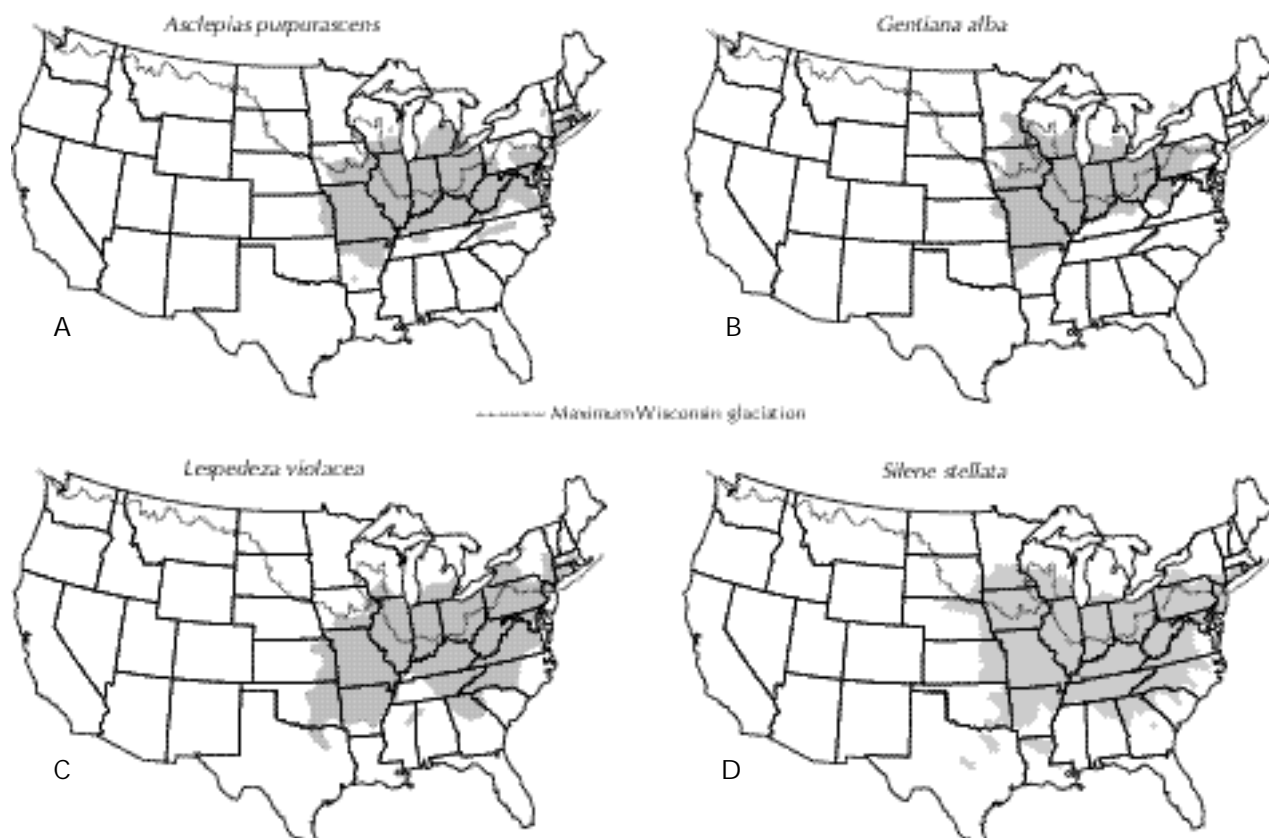 Asclepias purpurascens
Gentiana alba
A
B
Maximum Wisconsin glaciation
Lespedeza violacea
Silene stellata
C
D